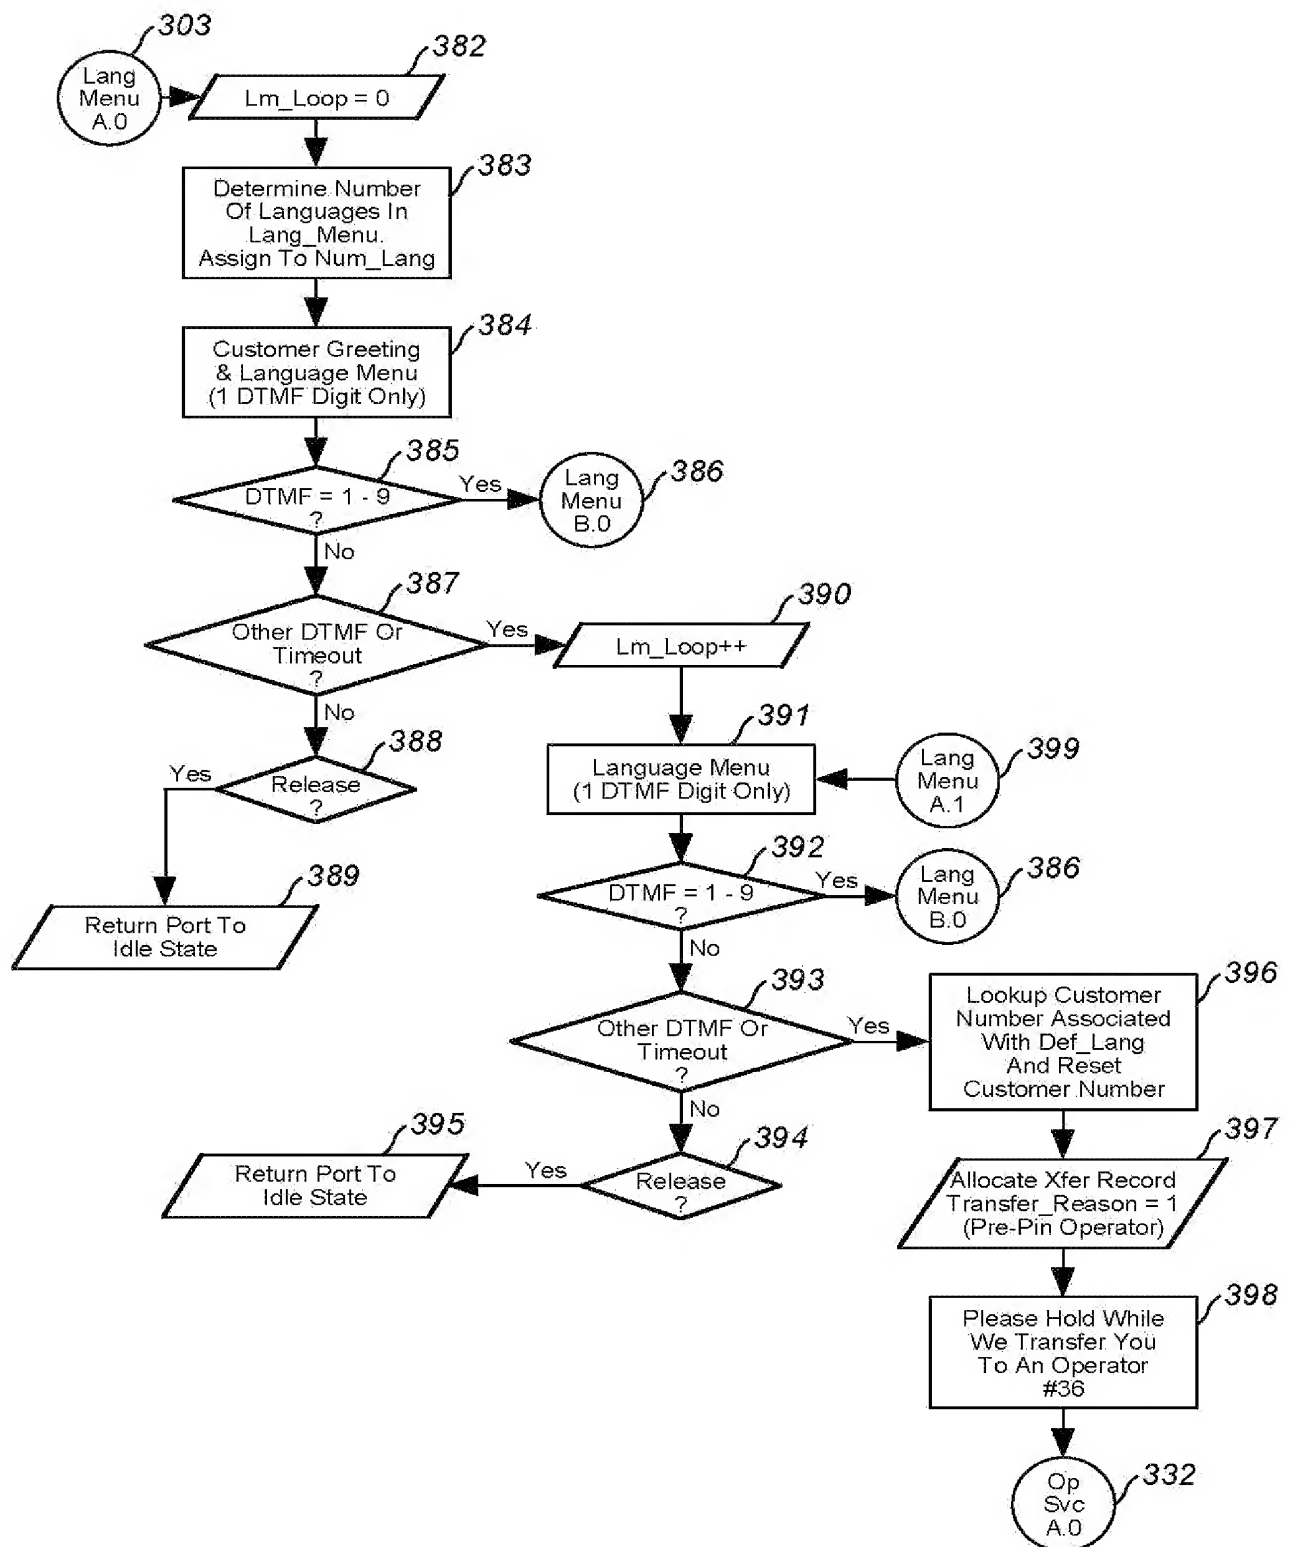 303
Lang
Menu
A.0
382
Lm_Loop = 0
383
Determine Number
Of Languages In
Lang_Menu.
Assign To Num_Lang
384
Customer Greeting
& Language Menu
(1 DTMF Digit Only)
385
DTMF = 1 - 9
?
Yes
Lang
Menu
B.0
386
No
387
Other DTMF Or
Timeout
?
Yes
390
Lm_Loop++
No
388
Release
?
Yes
389
Return Port To
Idle State
391
Language Menu
(1 DTMF Digit Only)
399
Lang
Menu
A.1
392
DTMF = 1 - 9
?
Yes
Lang
Menu
B.0
386
No
393
Other DTMF Or
Timeout
?
Yes
396
Lookup Customer
Number Associated
With Def_Lang
And Reset
Customer Number
No
394
Release
?
Yes
395
Return Port To
Idle State
397
Allocate Xfer Record
Transfer_Reason = 1
(Pre-Pin Operator)
398
Please Hold While
We Transfer You
To An Operator
#36
332
Op
Svc
A.0